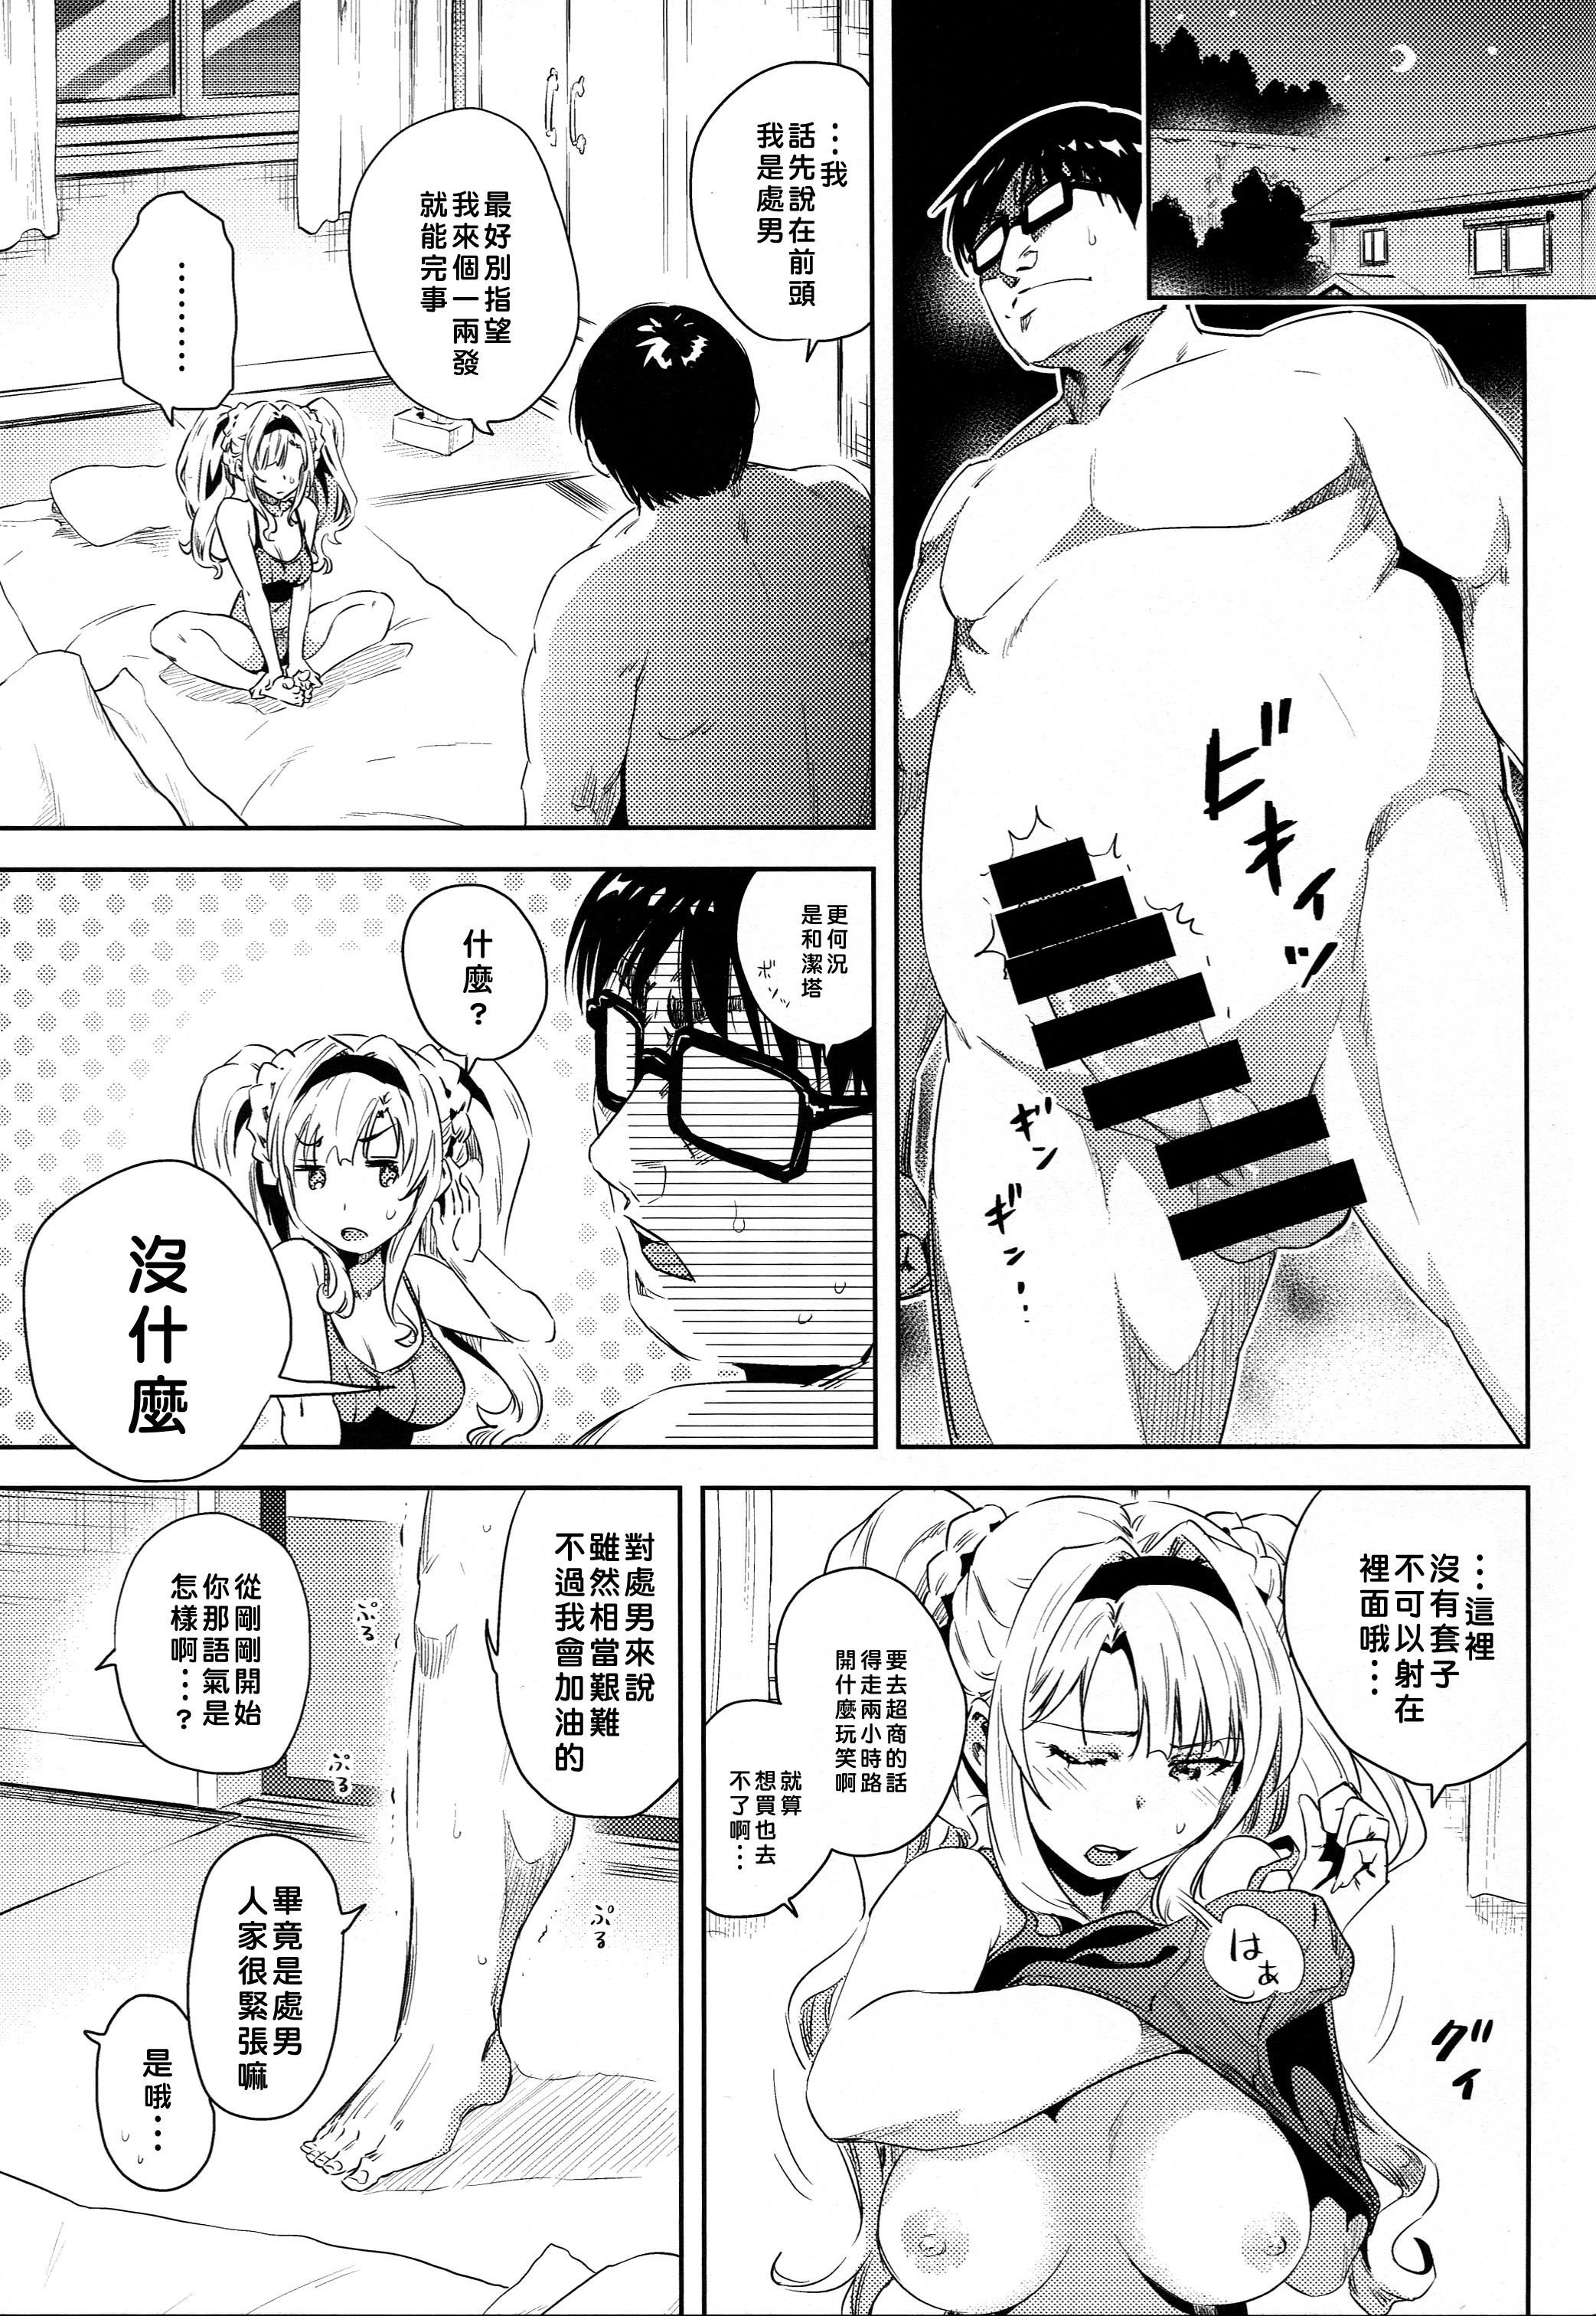 …我
話先說在前頭
我是處男
最好別指望
我來個一兩發
就能完事
………
ビキィッ
ギンギンッ…
更何況
是和潔塔
ボソッ
什麼?
沒什麼
…這裡
沒有套子
不可以射在
裡面哦…
要去超商的話
得走兩小時路
開什麼玩笑啊
就算
想買也去
不了啊…
はぁ
グイッ
對處男來說
雖然相當艱難
不過我會加油的
從剛剛開始
你那語氣是
怎樣啊…?
ぷる
ぷる
ぷる
畢竟是處男
人家很緊張嘛
是哦…